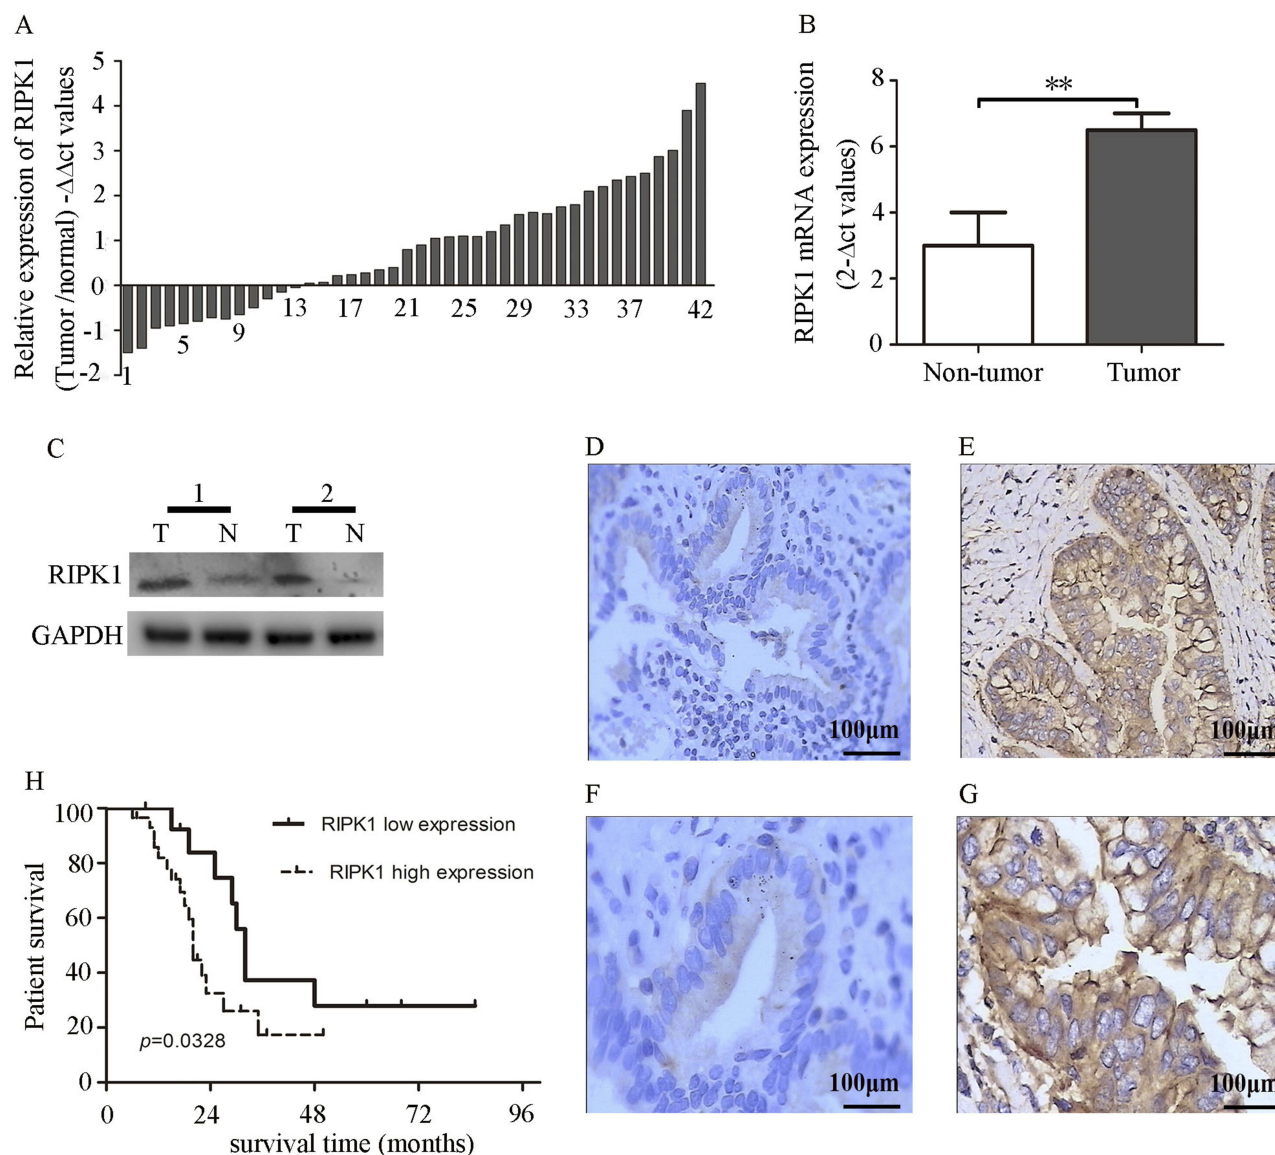 A
Relative expression of RIPK1
(Tumor /normal) -ΔΔct values
5
4
3
2
1
0
-1
-2
1
5
9
13
17
21
25
29
33
37
42
B
RIPK1 mRNA expression
(2-Δct values)
8
6
4
2
0
**
Non-tumor
Tumor
C
1
2
T
N
T
N
RIPK1
GAPDH
D
100μm
E
100μm
H
Patient survival
100
80
60
40
20
0
RIPK1 low expression
RIPK1 high expression
p=0.0328
0
24
48
72
96
survival time (months)
F
100μm
G
100μm